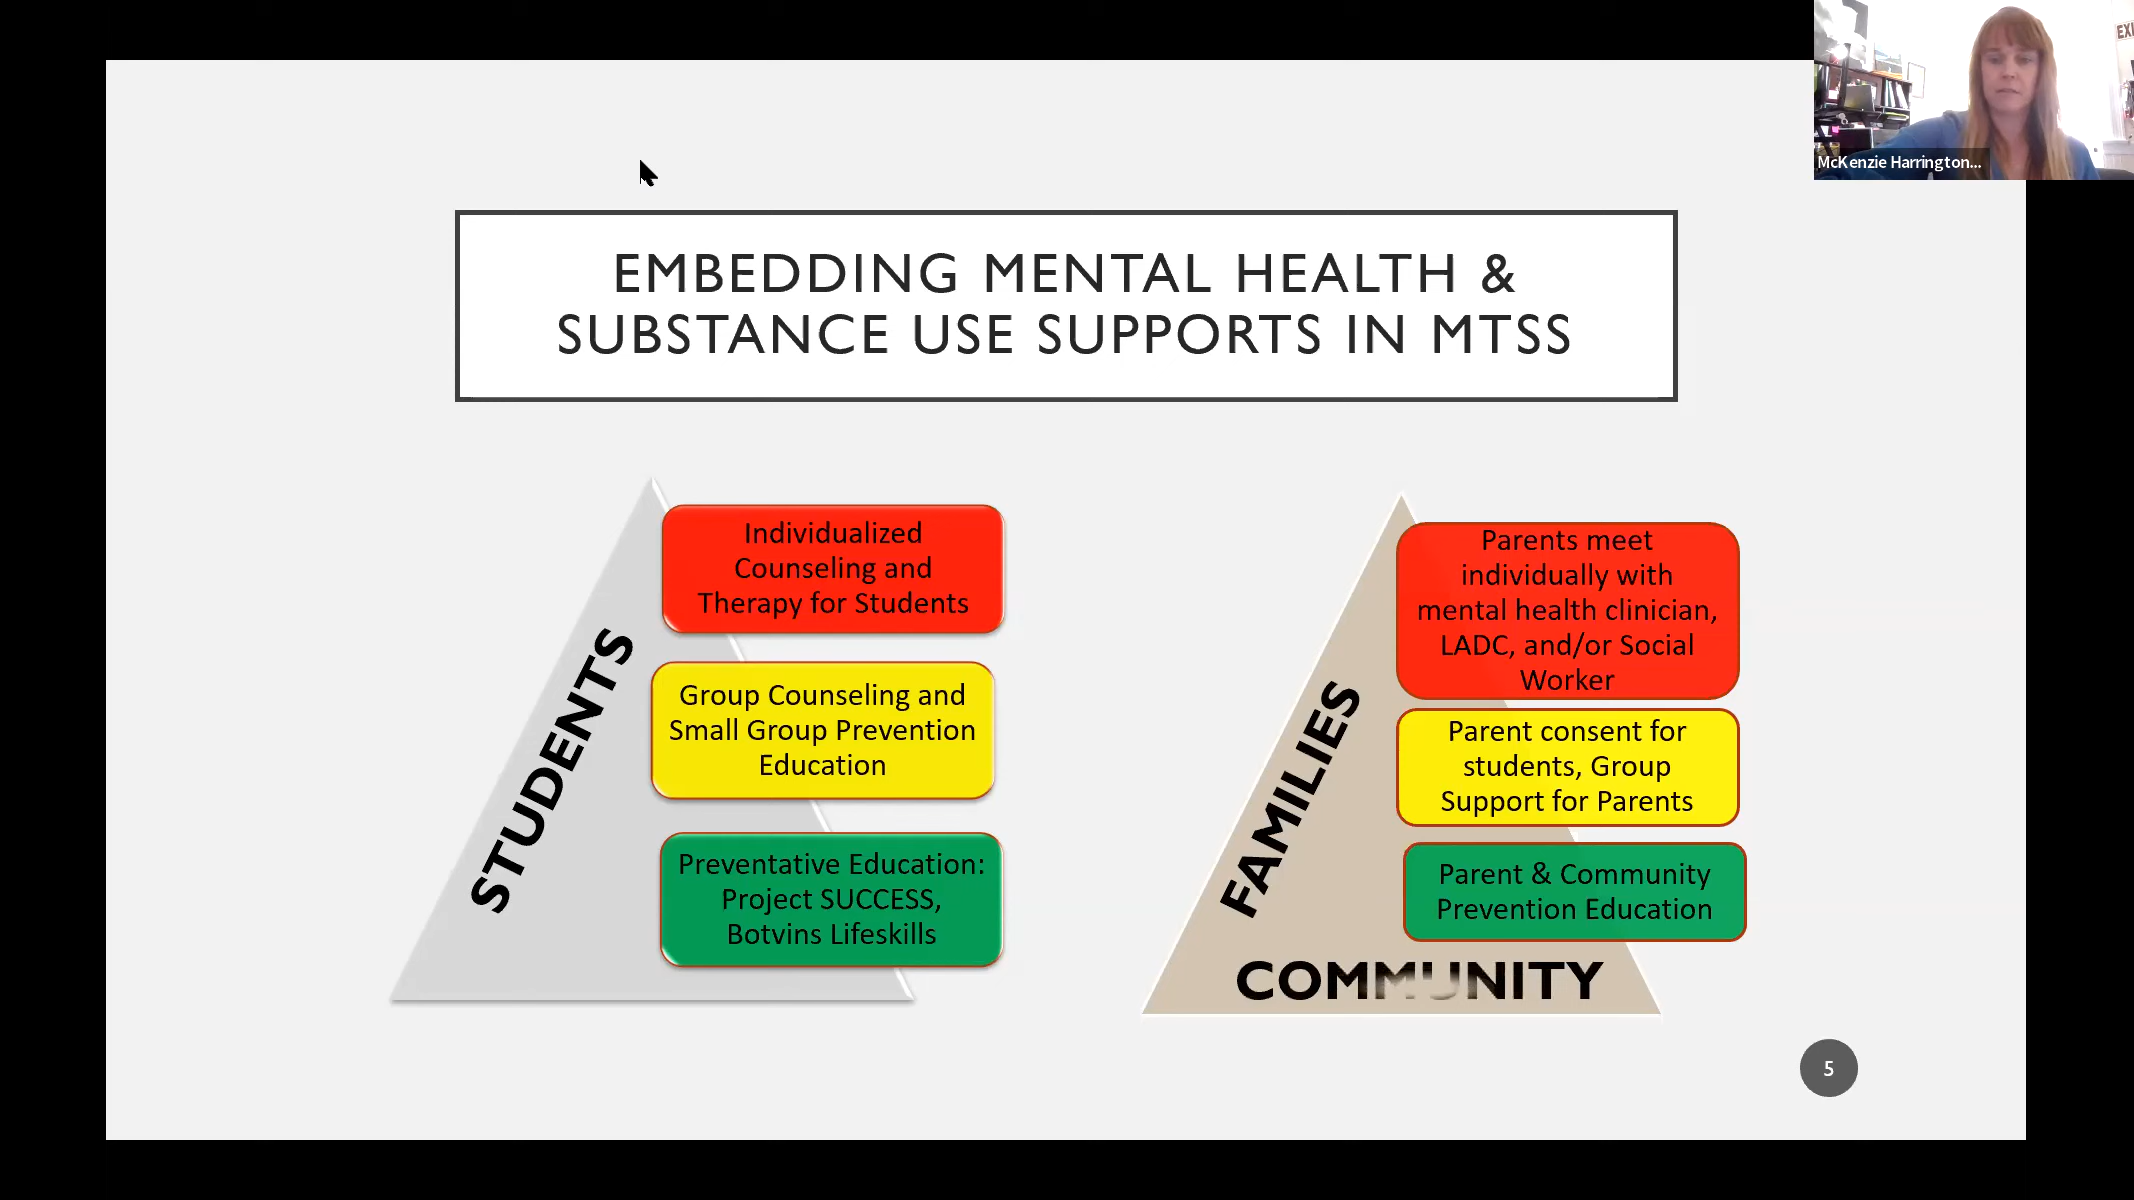 EXI
McKenzie Harrington...
EMBEDDING MENTAL HEALTH &
SUBSTANCE USE SUPPORTS IN MTSS
STUDENTS
Individualized
Counseling and
Therapy for Students
Group Counseling and
Small Group Prevention
Education
Preventative Education:
Project SUCCESS,
Botvins Lifeskills
FAMILIES
Parents meet
individually with
mental health clinician,
LADC, and/or Social
Worker
Parent consent for
students, Group
Support for Parents
Parent & Community
Prevention Education
COMMUNITY
5